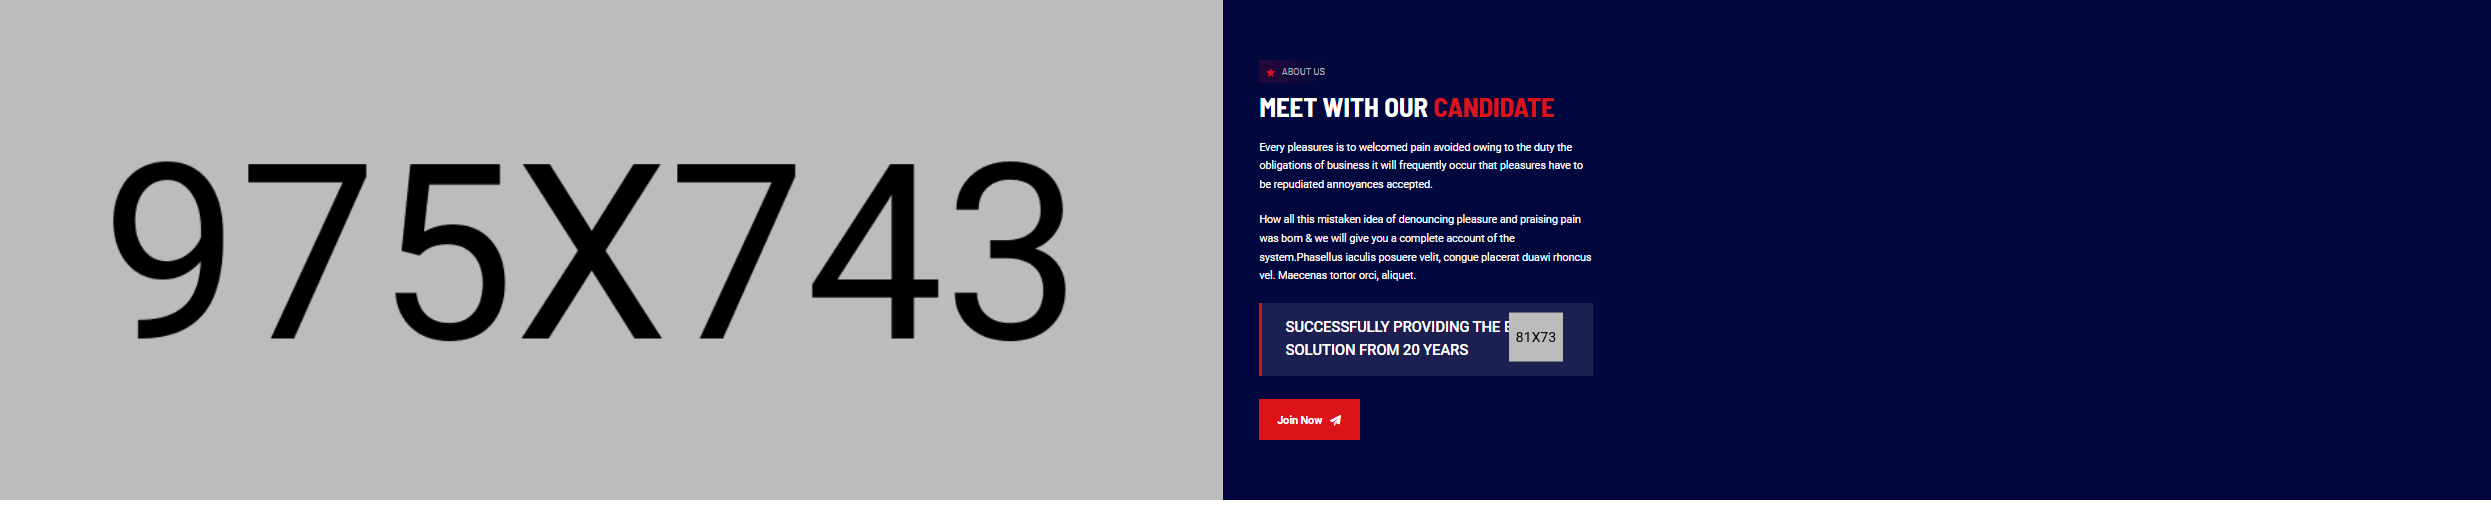 975X743
ABOUT US
MEET WITH OUR CANDIDATE
Every pleasures is to welcomed pain avoided owing to the duty the
obligations of business it will frequently occur that pleasures have to
be repudiated annoyances accepted.
How all this mistaken idea of denouncing pleasure and praising pain
was born & we will give you a complete account of the
system.Phasellus iaculis posuere velit, congue placerat duawi rhoncus
vel. Maecenas tortor orci, aliquet.
SUCCESSFULLY PROVIDING THE
SOLUTION FROM 20 YEARS
81X73
Join Now